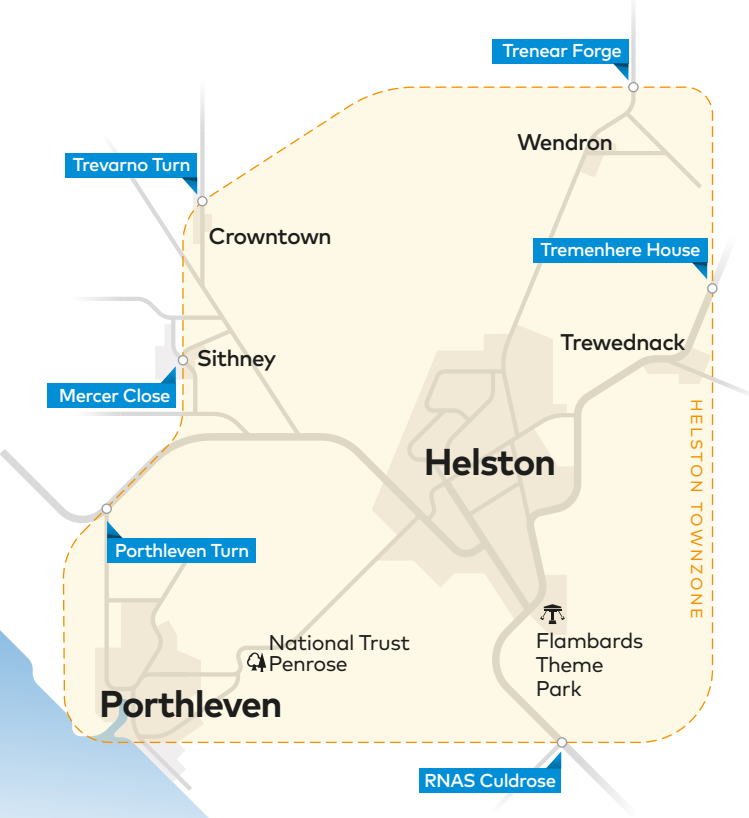 Trenear Forge
Wendron
Trevarno Turn
Crowntown
Tremenhere House
Trewednack
Sithney
Mercer Close
HELSTON TOWNZONE
Helston
Porthleven Turn
National Trust
Penrose
Flambards
Theme
Park
Porthleven
RNAS Culdrose